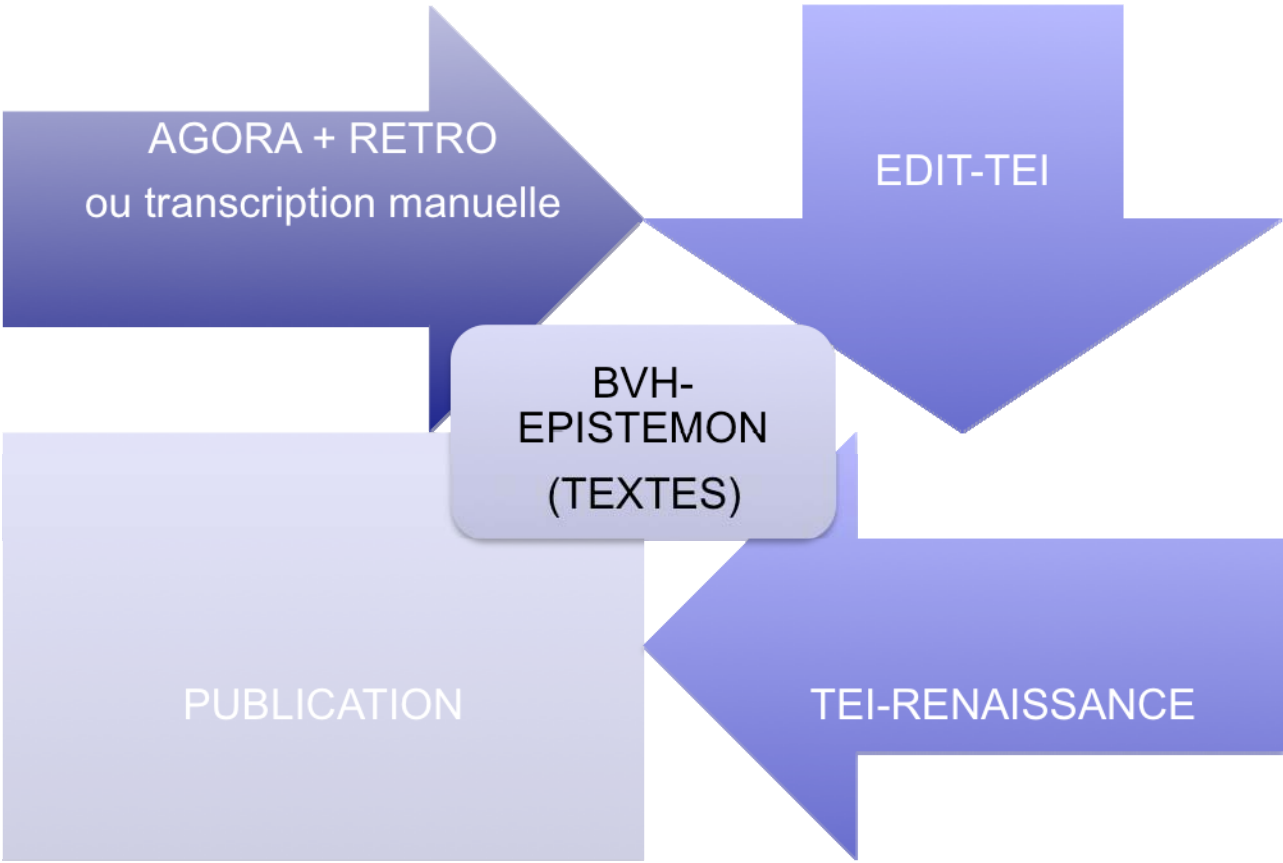 AGORA + RETRO
ou transcription manuelle
EDIT-TEI
BVH-
EPISTEMON
(TEXTES)
PUBLICATION
TEI-RENAISSANCE